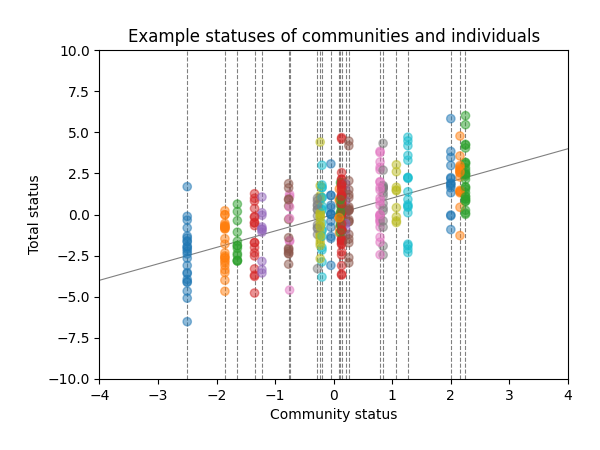 Example statuses of communities and individuals
10.0
7.5
5.0
2.5
0.0
−2.5
−5.0
−7.5
−10.0
Total status
−4 −3 −2 −1 0 1 2 3 4
Community status